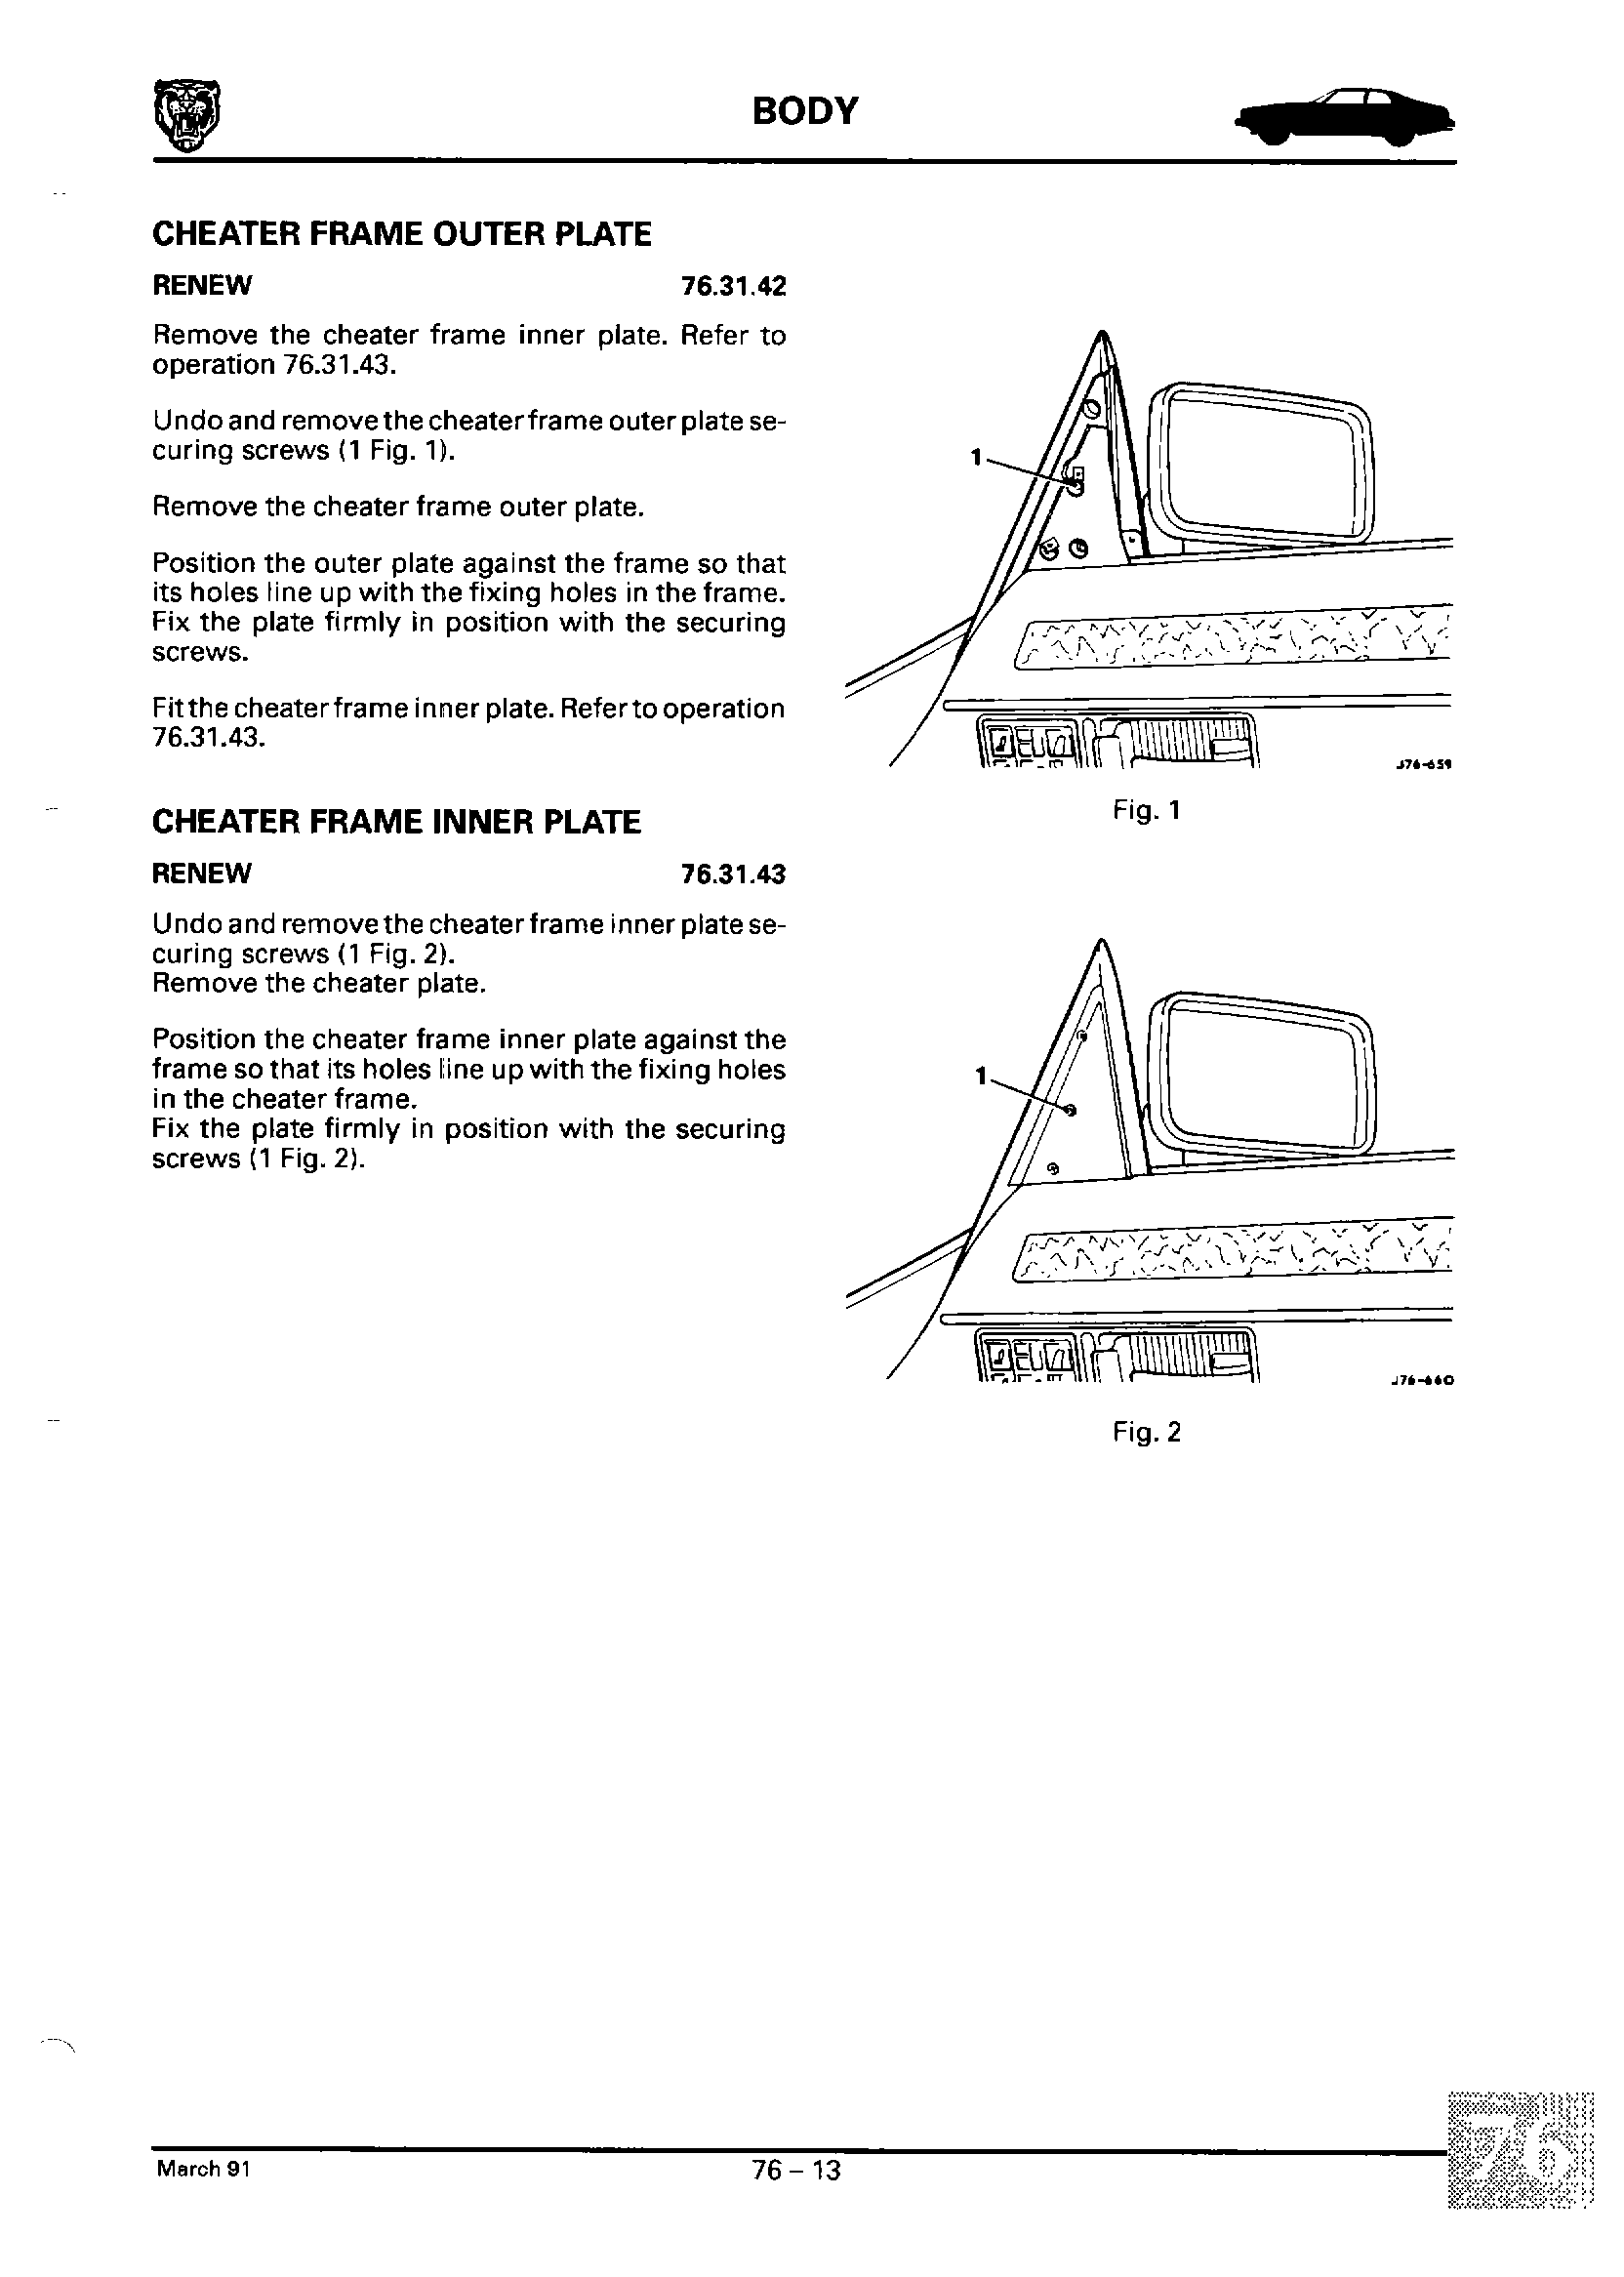 BODY
CHEATER FRAME OUTER PLATE
RENEW 76.31.42
Remove the cheater frame inner plate. Refer to
operation 76.31.43.
Undo and remove the cheater frame outer plate se-
curing screws (1 Fig. 1).
Remove the cheater frame outer plate.
Position the outer plate against the frame so that
its holes line up with the fixing holes in the frame.
Fix the plate firmly in position with the securing
screws.
Fit the cheater frame inner plate. Refer to operation
76.31.43.
1
J76-659
Fig. 1
CHEATER FRAME INNER PLATE
RENEW 76.31.43
Undo and remove the cheater frame inner plate se-
curing screws (1 Fig. 2).
Remove the cheater plate.
Position the cheater frame inner plate against the
frame so that its holes line up with the fixing holes
in the cheater frame.
Fix the plate firmly in position with the securing
screws (1 Fig. 2).
1
J76-660
Fig. 2
March 91
76 – 13
76